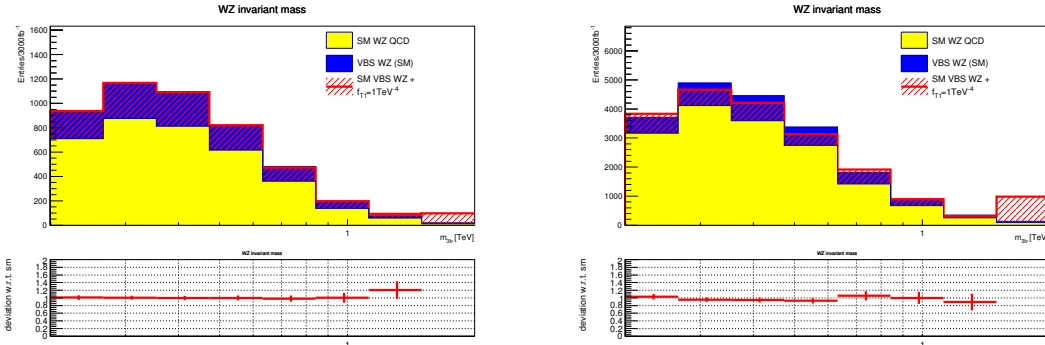 WZ invariant mass
Entries/3000fb⁻¹
1600
1400
1200
1000
800
600
400
200
0
SM WZ QCD
VBS WZ (SM)
SM VBS WZ +
f_T1=1TeV⁻⁴
1
m_3lν [TeV]
WZ invariant mass
deviation w.r.t. sm
2
1.8
1.6
1.4
1.2
1
0.8
0.6
0.4
0.2
0
1
WZ invariant mass
Entries/3000fb⁻¹
6000
5000
4000
3000
2000
1000
0
SM WZ QCD
VBS WZ (SM)
SM VBS WZ +
f_T1=1TeV⁻⁴
1
m_3lν [TeV]
WZ invariant mass
deviation w.r.t. sm
2
1.8
1.6
1.4
1.2
1
0.8
0.6
0.4
0.2
0
1